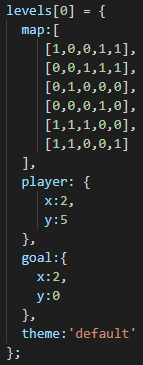 levels[0] = {
map:[
[1,0,0,1,1],
[0,0,1,1,1],
[0,1,0,0,0],
[0,0,0,1,0],
[1,1,1,0,0],
[1,1,0,0,1]
],
player: {
x:2,
y:5
},
goal:{
x:2,
y:0
},
theme:'default'
};